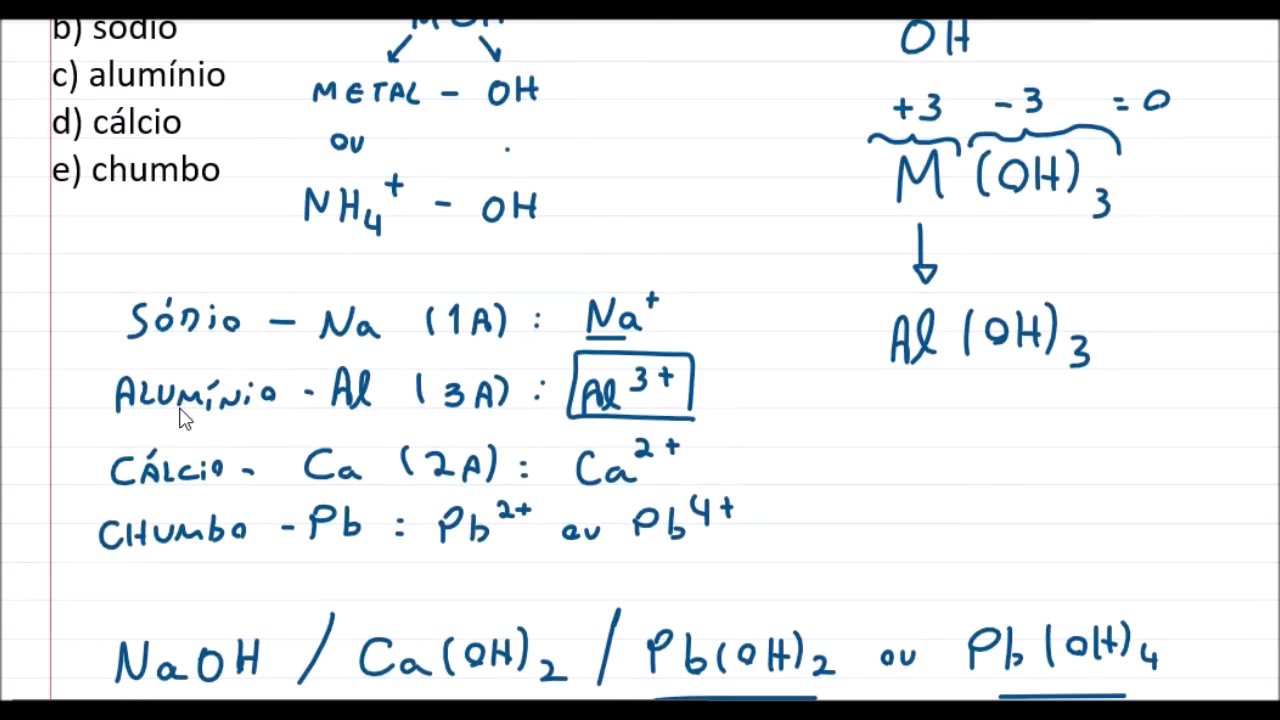 b) sódio
c) alumínio
d) cálcio
e) chumbo
MOH
METAL - OH
ou
NH4+ - OH
OH
+3 -3 = 0
M (OH)3
Al (OH)3
SÓDIO - Na (1A) : Na+
ALUMÍNIO - Al (3A) : Al3+
CÁLCIO - Ca (2A) : Ca2+
CHUMBO - Pb : Pb2+ ou Pb4+
NaOH / Ca(OH)2 / Pb(OH)2 ou Pb(OH)4